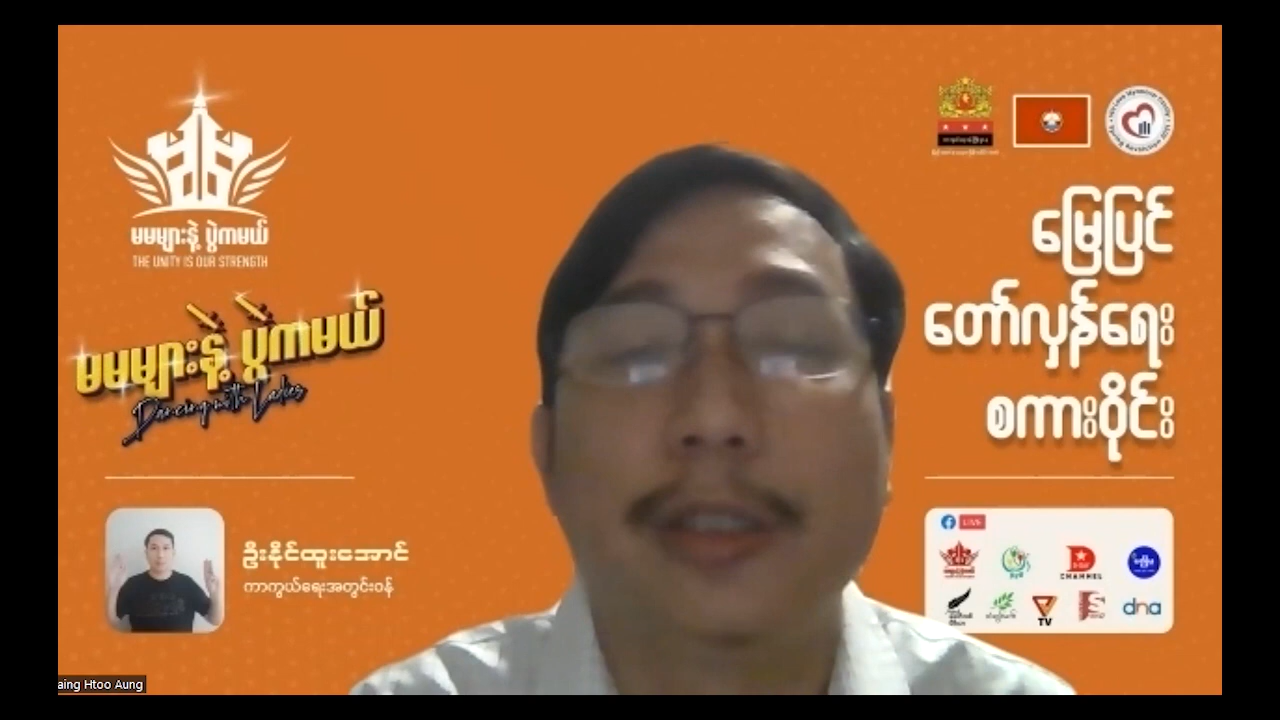 မမများနဲ့ ပွဲကမယ်
THE UNITY IS OUR STRENGTH
မမများနဲ့ ပွဲကမယ်
Dancing with Ladies
ဦးနိုင်ထူးအောင်
ကာကွယ်ရေးအတွင်းဝန်
မြေပြင်
တော်လှန်ရေး
စကားဝိုင်း
LIVE
CHANNEL
TV
dna
aing Htoo Aung